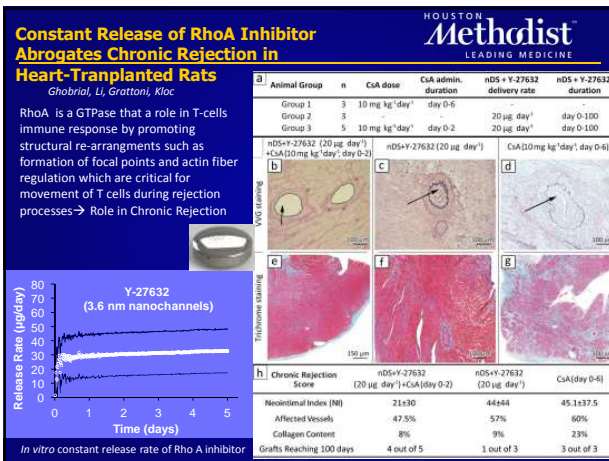 Constant Release of RhoA Inhibitor
Abrogates Chronic Rejection in
Heart-Tranplanted Rats
Ghobrial, Li, Grattoni, Kloc
HOUSTON
Methodist
LEADING MEDICINE
RhoA is a GTPase that a role in T-cells
immune response by promoting
structural re-arrangments such as
formation of focal points and actin fiber
regulation which are critical for
movement of T cells during rejection
processes→ Role in Chronic Rejection
Y-27632
(3.6 nm nanochannels)
Release Rate (µg/day)
80
70
60
50
40
30
20
10
0
0 1 2 3 4 5
Time (days)
In vitro constant release rate of Rho A inhibitor
a
Animal Group n CsA dose CsA admin. duration nDS + Y-27632 delivery rate nDS + Y-27632 duration
Group 1 3 10 mg kg⁻¹day⁻¹ day 0-6 - -
Group 2 3 - - 20 µg day⁻¹ day 0-100
Group 3 5 10 mg kg⁻¹day⁻¹ day 0-2 20 µg day⁻¹ day 0-100
nDS+Y-27632 (20 µg day⁻¹)
+CsA (10 mg kg⁻¹day⁻¹, day 0-2)
nDS+Y-27632 (20 µg day⁻¹)
CsA (10 mg kg⁻¹day⁻¹, day 0-6)
VVG staining
b c d
100 µm 100 µm 100 µm
Trichrome staining
e f g
150 µm
h
Chronic Rejection Score nDS+Y-27632 (20 µg day⁻¹)+CsA (day 0-2) nDS+Y-27632 (20 µg day⁻¹) CsA (day 0-6)
Neointimal Index (NI) 21±30 44±44 45.1±37.5
Affected Vessels 47.5% 57% 60%
Collagen Content 8% 9% 23%
Grafts Reaching 100 days 4 out of 5 1 out of 3 3 out of 3